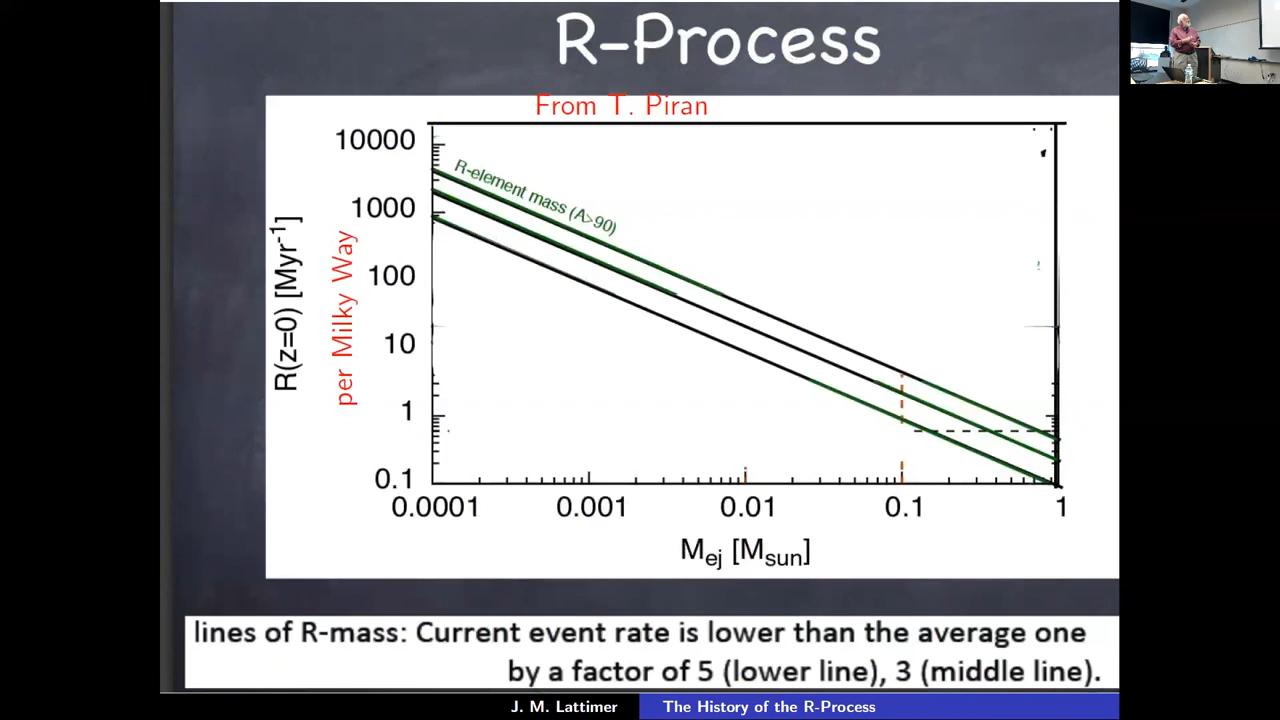 R-Process
From T. Piran
10000
1000
100
10
1
0.1
R(z=0) [Myr⁻¹]
per Milky Way
R-element mass (A>90)
0.0001 0.001 0.01 0.1 1
Mej [Msun]
lines of R-mass: Current event rate is lower than the average one
by a factor of 5 (lower line), 3 (middle line).
J. M. Lattimer The History of the R-Process